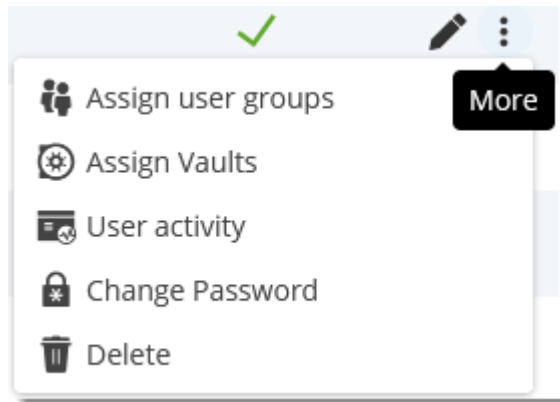 Assign user groups
More
Assign Vaults
User activity
Change Password
Delete